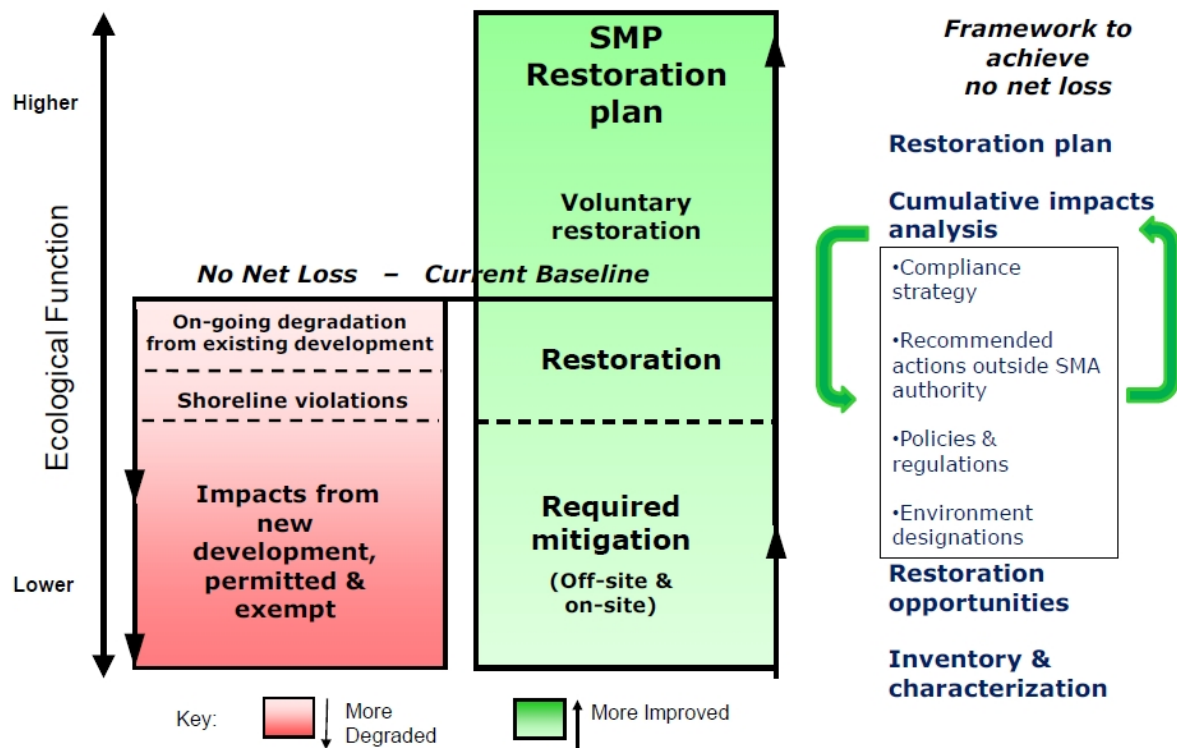 Higher
Ecological Function
Lower
SMP
Restoration
plan
Voluntary
restoration
No Net Loss – Current Baseline
On-going degradation
from existing development
Shoreline violations
Impacts from
new
development,
permitted &
exempt
Restoration
Required
mitigation
(Off-site &
on-site)
Framework to
achieve
no net loss
Restoration plan
Cumulative impacts
analysis
•Compliance
strategy
•Recommended
actions outside SMA
authority
•Policies &
regulations
•Environment
designations
Restoration
opportunities
Inventory &
characterization
Key:
More
Degraded
More Improved